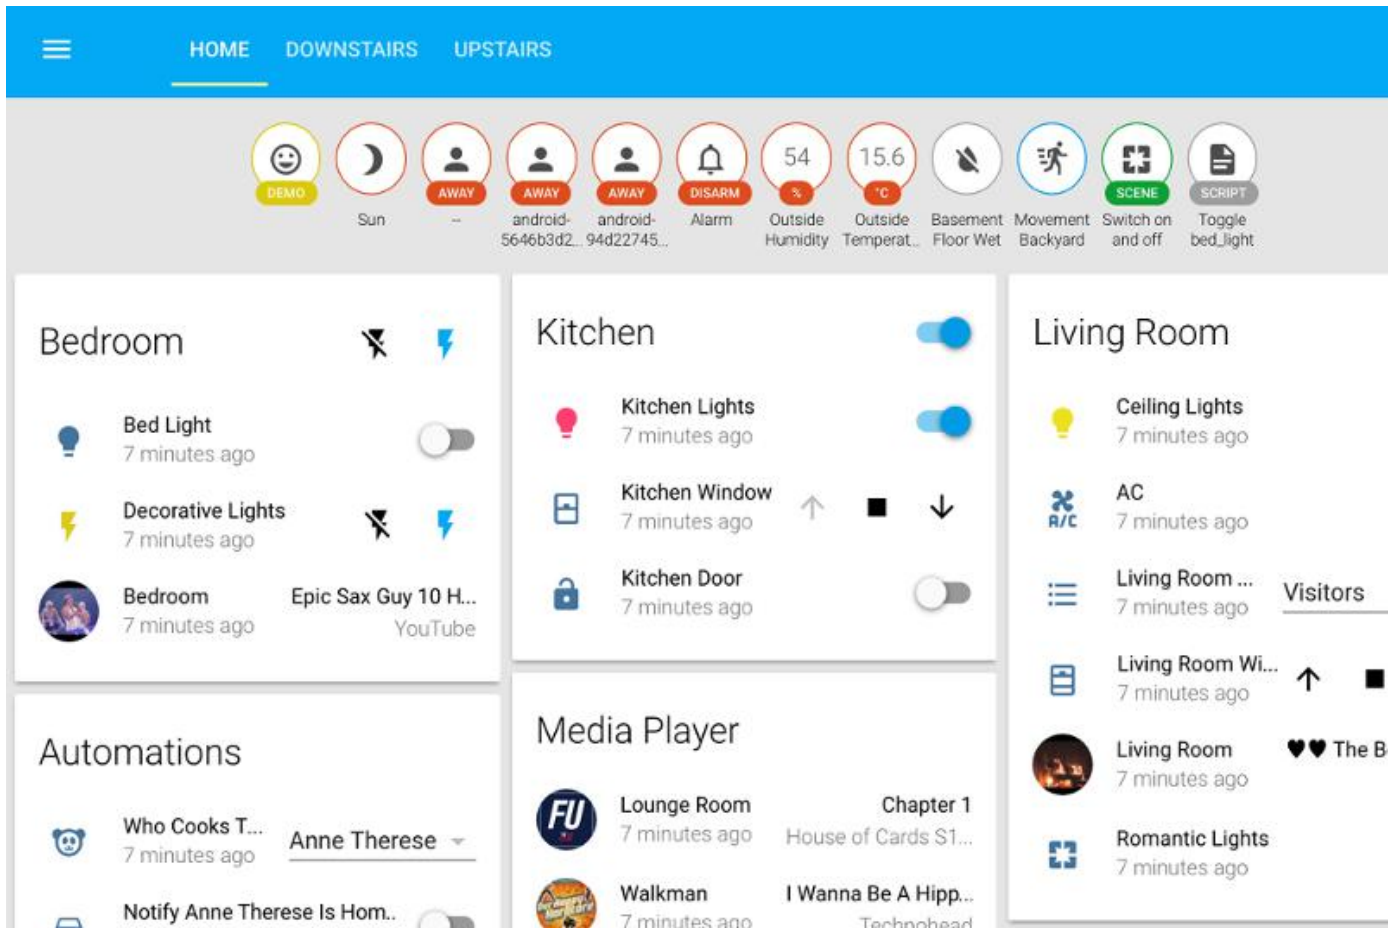 HOME DOWNSTAIRS UPSTAIRS
54 15.6
DEMO AWAY AWAY AWAY DISARM % °C SCENE SCRIPT
Sun -- android- android- Alarm Outside Outside Basement Movement Switch on Toggle
5646b3d2... 94d22745... Humidity Temperat... Floor Wet Backyard and off bed_light
Bedroom
Bed Light
7 minutes ago
Decorative Lights
7 minutes ago
Bedroom Epic Sax Guy 10 H...
7 minutes ago YouTube
Automations
Who Cooks T... Anne Therese
7 minutes ago
Notify Anne Therese Is Hom..
Kitchen
Kitchen Lights
7 minutes ago
Kitchen Window
7 minutes ago
Kitchen Door
7 minutes ago
Media Player
FU
Lounge Room Chapter 1
7 minutes ago House of Cards S1...
Walkman I Wanna Be A Hipp...
7 minutes ago Technohead
Living Room
Ceiling Lights
7 minutes ago
A/C
AC
7 minutes ago
Living Room ... Visitors
7 minutes ago
Living Room Wi...
7 minutes ago
Living Room ♥♥ The B
7 minutes ago
Romantic Lights
7 minutes ago